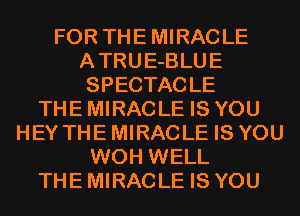 FOR THE MIRACLE
A TRUE-BLUE
SPECTACLE
THE MIRACLE IS YOU
HEY THE MIRACLE IS YOU
WOH WELL
THE MIRACLE IS YOU